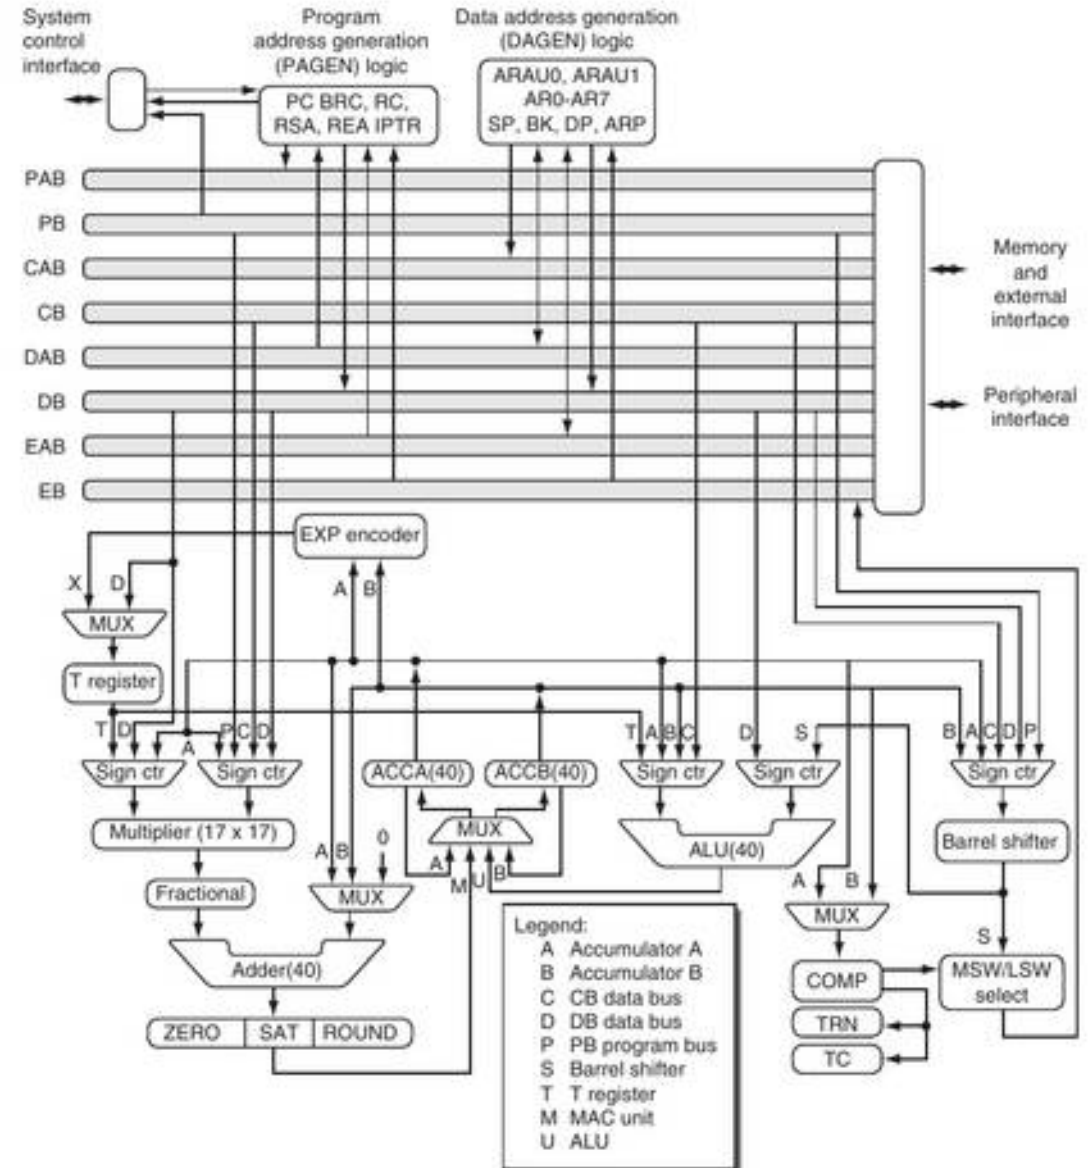 System
control
interface
Program
address generation
(PAGEN) logic
Data address generation
(DAGEN) logic
PC BRC, RC,
RSA, REA IPTR
ARAU0, ARAU1
AR0-AR7
SP, BK, DP, ARP
PAB
PB
CAB
CB
DAB
DB
EAB
EB
Memory
and
external
interface
Peripheral
interface
EXP encoder
X D
A B
MUX
T register
T D A P C D
T A B C D S
B A C D P
Sign ctr
Sign ctr
ACCA(40)
ACCB(40)
Sign ctr
Sign ctr
Sign ctr
Multiplier (17 x 17)
MUX
ALU(40)
Barrel shifter
A B 0
A M U B
A B
Fractional
MUX
MUX
S
Adder(40)
COMP
MSW/LSW
select
ZERO SAT ROUND
TRN
TC
Legend:
A Accumulator A
B Accumulator B
C CB data bus
D DB data bus
P PB program bus
S Barrel shifter
T T register
M MAC unit
U ALU